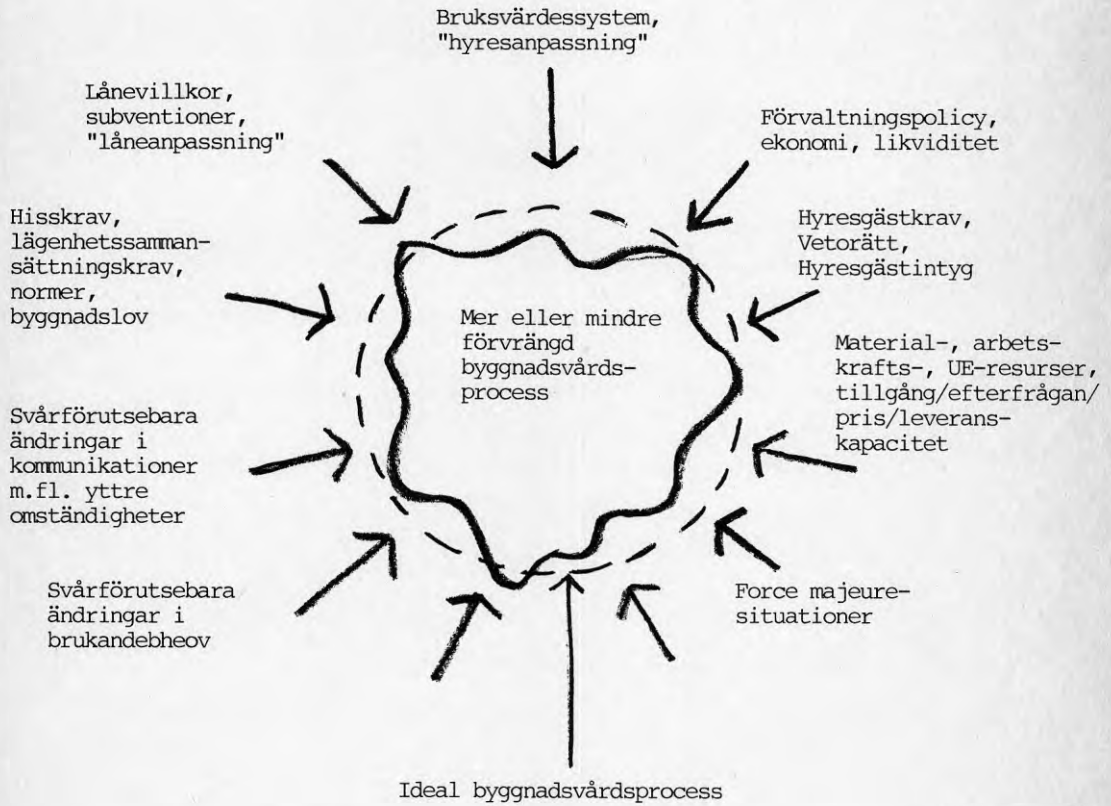 Bruksvärdessystem,
"hyresanpassning"
Lånevillkor,
subventioner,
"låneanpassning"
Förvaltningspolicy,
ekonomi, likviditet
Hisskrav,
lägenhetssamman-
sättningskrav,
normer,
byggnadslov
Hyresgästkrav,
Vetorätt,
Hyresgästintyg
Mer eller mindre
förvrängd
byggnadsvårds-
process
Material-, arbets-
krafts-, UE-resurser,
tillgång/efterfrågan/
pris/leverans-
kapacitet
Svårförutsebara
ändringar i
kommunikationer
m.fl. yttre
omständigheter
Svårförutsebara
ändringar i
brukandebheov
Force majeure-
situationer
Ideal byggnadsvårdsprocess